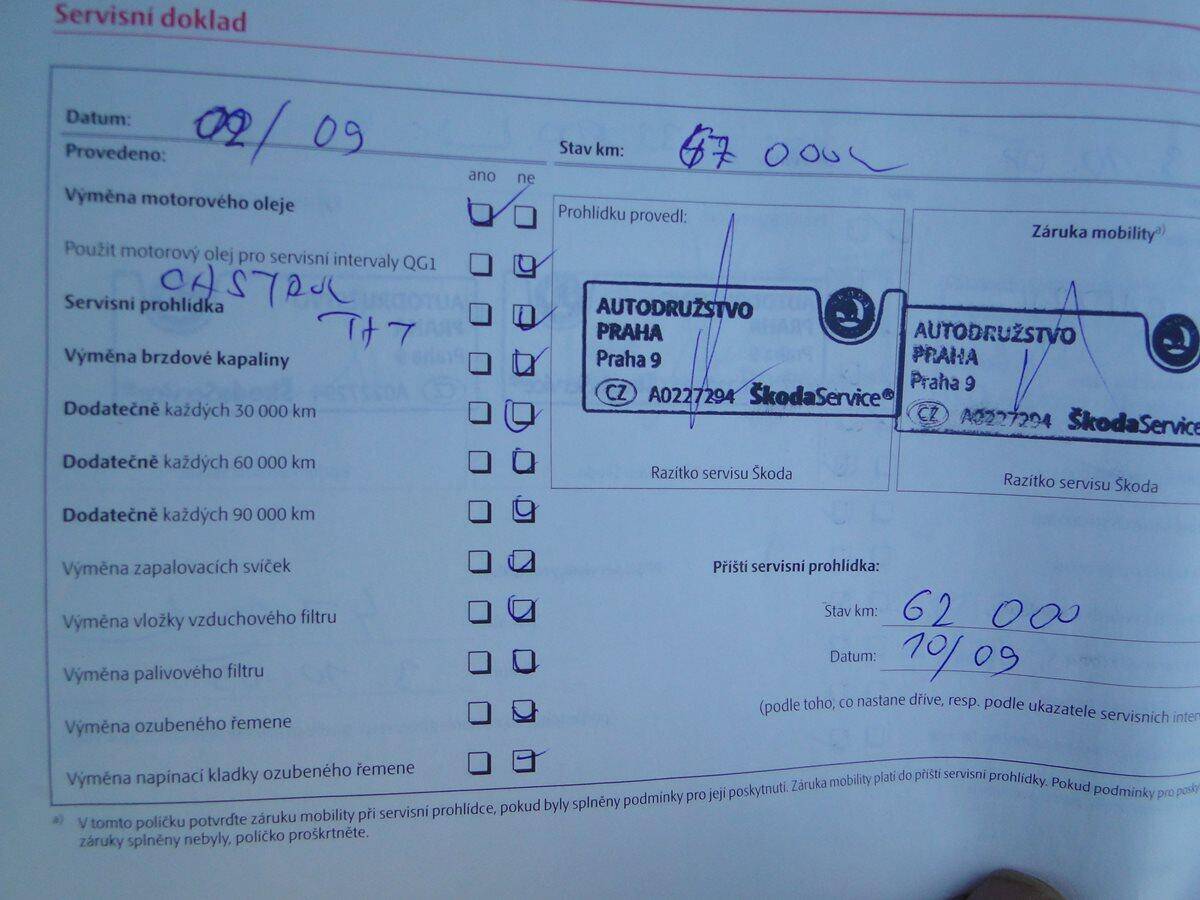 Servisní doklad
Datum: 02/09
Stav km: 47 000
Provedeno:
ano ne
Výměna motorového oleje
Použit motorový olej pro servisní intervaly QG1
CASTROL
Servisní prohlídka
Výměna brzdové kapaliny
Dodatečně každých 30 000 km
Dodatečně každých 60 000 km
Dodatečně každých 90 000 km
Výměna zapalovacích svíček
Výměna vložky vzduchového filtru
Výměna palivového filtru
Výměna ozubeného řemene
Výměna napínací kladky ozubeného řemene
Prohlídku provedl:
AUTODRUŽSTVO
PRAHA
Praha 9
CZ A0227294 ŠkodaService®
Razítko servisu Škoda
Záruka mobility a)
AUTODRUŽSTVO
PRAHA
Praha 9
CZ A0227294 ŠkodaService
Razítko servisu Škoda
Příští servisní prohlídka:
Stav km: 62 000
Datum: 10/09
(podle toho, co nastane dříve, resp. podle ukazatele servisních
a) V tomto políčku potvrďte záruku mobility při servisní prohlídce, pokud byly splněny podmínky pro její poskytnutí. Záruka mobility platí do příští servisní prohlídky. Pokud podmínky pro
záruky splněny nebyly, políčko proškrtněte.